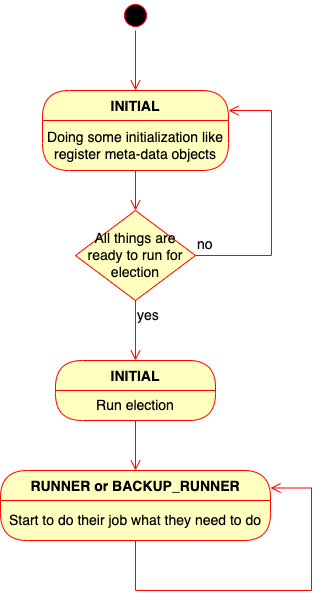 INITIAL
Doing some initialization like
register meta-data objects
All things are
ready to run for
election
no
yes
INITIAL
Run election
RUNNER or BACKUP_RUNNER
Start to do their job what they need to do